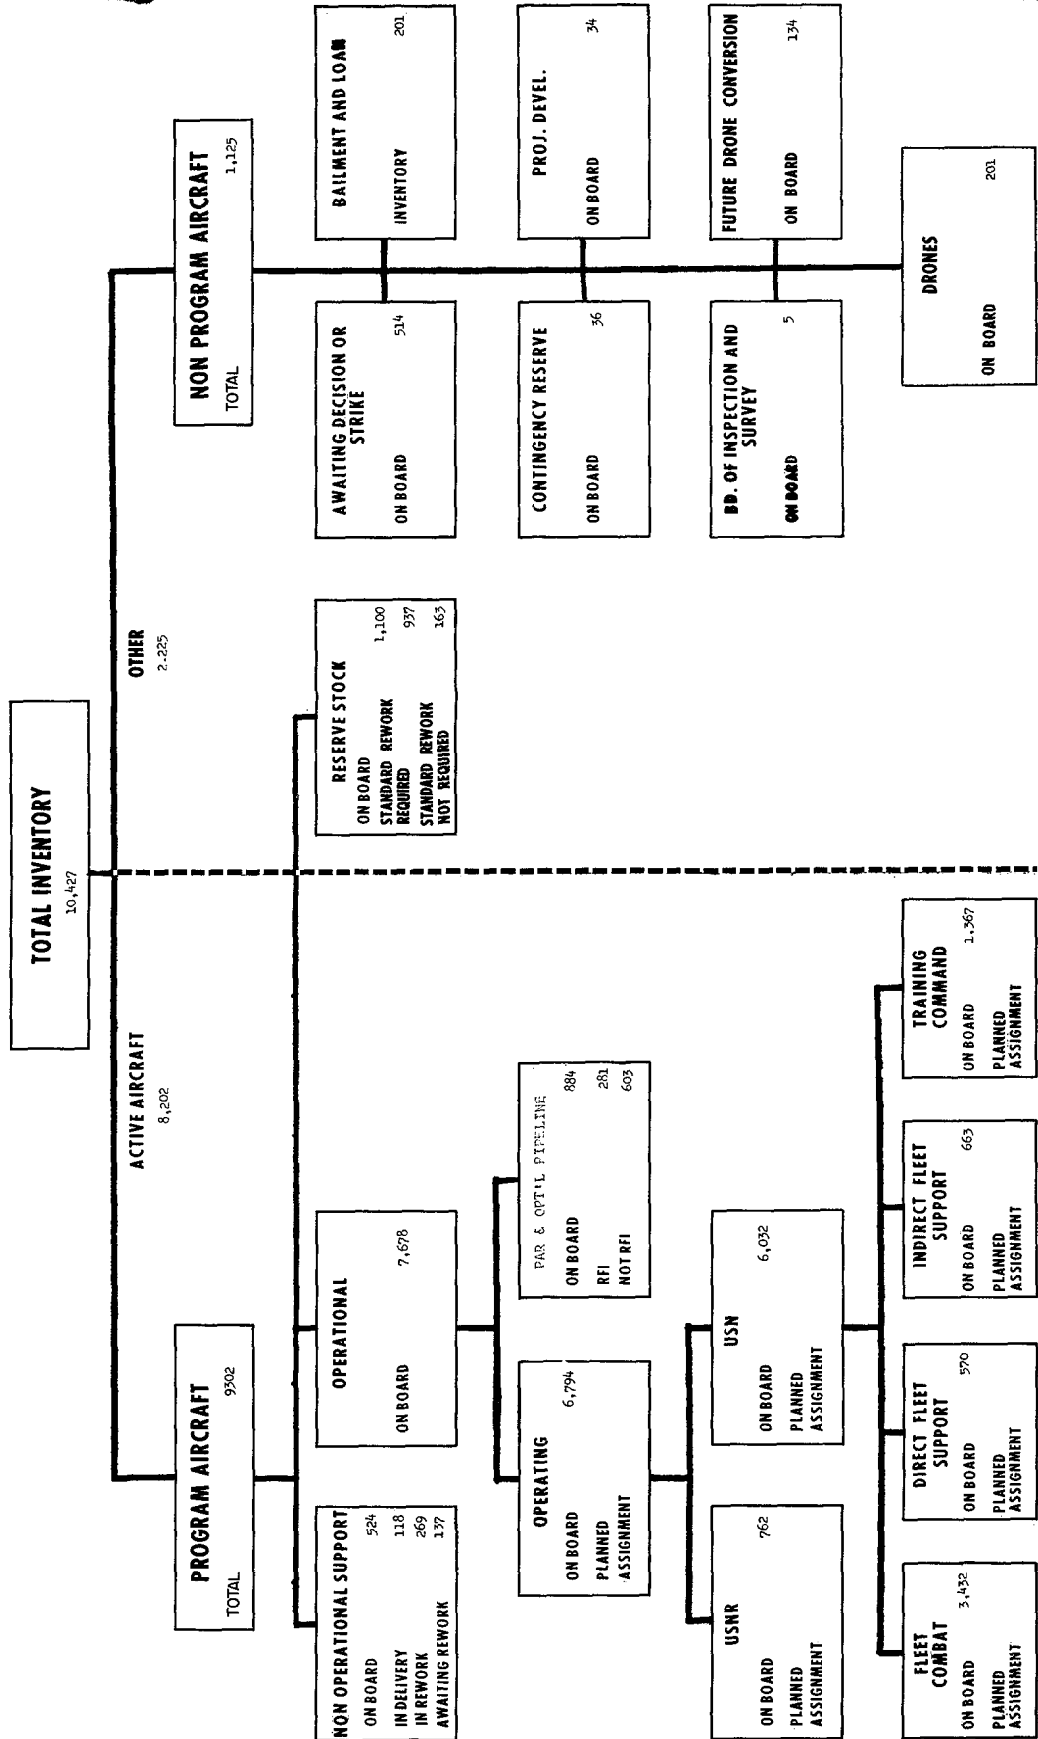 TOTAL INVENTORY
10,427
ACTIVE AIRCRAFT
8,202
OTHER
2.225
PROGRAM AIRCRAFT
TOTAL 9302
NON PROGRAM AIRCRAFT
TOTAL 1,125
NON OPERATIONAL SUPPORT
ON BOARD 524
IN DELIVERY 118
IN REWORK 269
AWAITING REWORK 137
OPERATIONAL
ON BOARD 7,678
RESERVE STOCK
ON BOARD 1,100
STANDARD REWORK 937
REQUIRED
STANDARD REWORK 163
NOT REQUIRED
AWAITING DECISION OR
STRIKE
ON BOARD 514
BAILMENT AND LOAN
INVENTORY 201
OPERATING
ON BOARD 6,794
PLANNED
ASSIGNMENT
PAR & OPT'L PIPELINE
ON BOARD 884
RFI 281
NOT RFI 603
CONTINGENCY RESERVE
ON BOARD 36
PROJ. DEVEL.
ON BOARD 34
USNR
ON BOARD 762
PLANNED
ASSIGNMENT
USN
ON BOARD 6,032
PLANNED
ASSIGNMENT
BD. OF INSPECTION AND
SURVEY
ON BOARD 5
FUTURE DRONE CONVERSION
ON BOARD 134
FLEET
COMBAT
ON BOARD 3,432
PLANNED
ASSIGNMENT
DIRECT FLEET
SUPPORT
ON BOARD 570
PLANNED
ASSIGNMENT
INDIRECT FLEET
SUPPORT
ON BOARD 663
PLANNED
ASSIGNMENT
TRAINING
COMMAND
ON BOARD 1,367
PLANNED
ASSIGNMENT
DRONES
ON BOARD 201